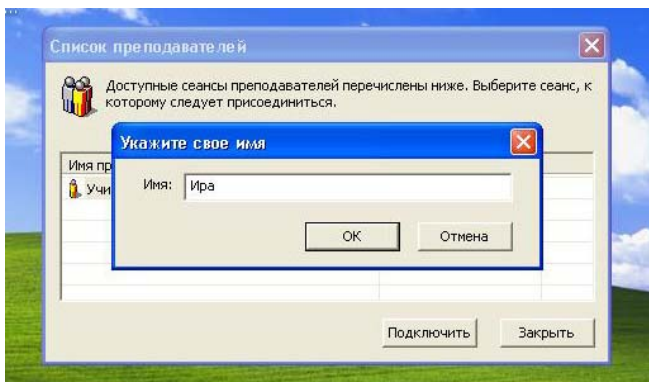 Список преподавателей
Доступные сеансы преподавателей перечислены ниже. Выберите сеанс, к
которому следует присоединиться.
Укажите свое имя
Имя пр
Имя: Ира
Учи
ОК Отмена
Подключить Закрыть